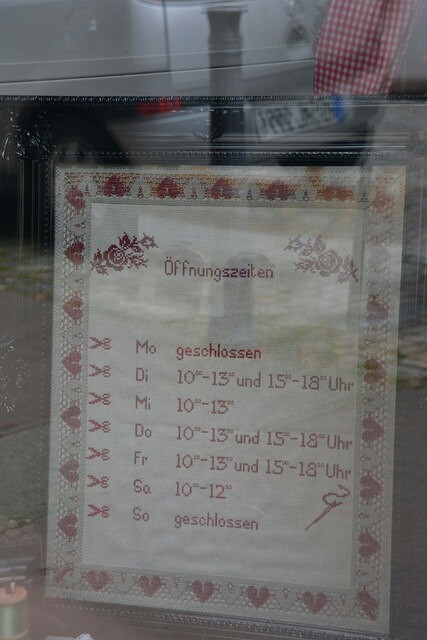 Öffnungszeiten
Mo geschlossen
Di 10⁰⁰-13⁰⁰ und 15⁰⁰-18⁰⁰ Uhr
Mi 10⁰⁰-13⁰⁰
Do 10⁰⁰-13⁰⁰ und 15⁰⁰-18⁰⁰ Uhr
Fr 10⁰⁰-13⁰⁰ und 15⁰⁰-18⁰⁰ Uhr
Sa 10⁰⁰-12⁰⁰
So geschlossen